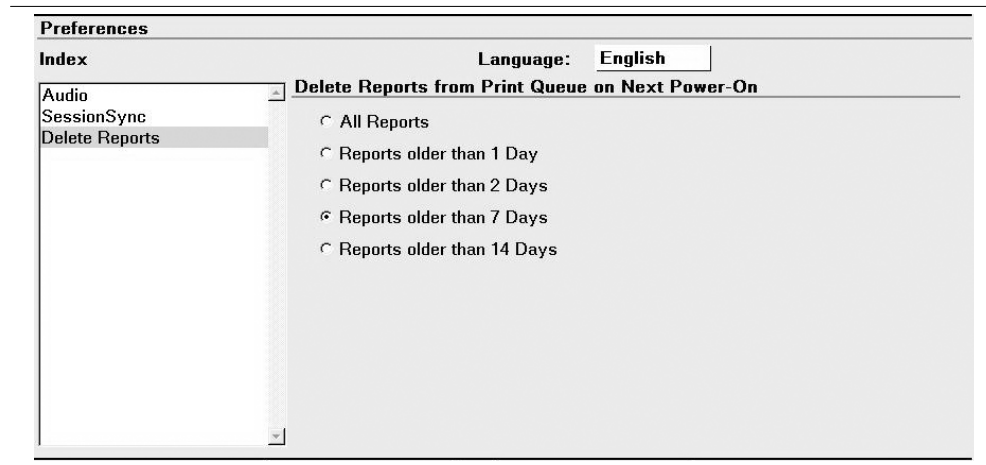 Preferences
Index
Language: English
Audio
SessionSync
Delete Reports
Delete Reports from Print Queue on Next Power-On
All Reports
Reports older than 1 Day
Reports older than 2 Days
Reports older than 7 Days
Reports older than 14 Days